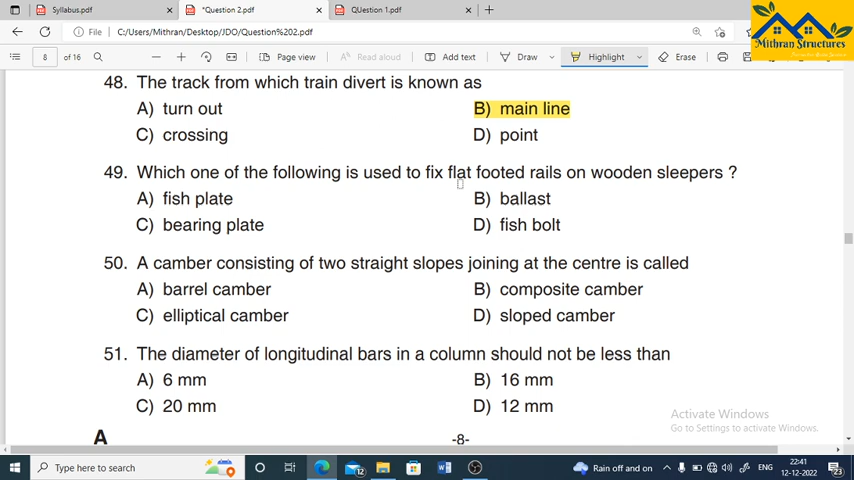 Syllabus.pdf
*Question 2.pdf
QUestion 1.pdf
File
C:/Users/Mithran/Desktop/JDO/Question%202.pdf
8 of 16
Page view
Read aloud
Add text
Draw
Highlight
Erase
Mithran Structures
48. The track from which train divert is known as
A) turn out B) main line
C) crossing D) point
49. Which one of the following is used to fix flat footed rails on wooden sleepers ?
A) fish plate B) ballast
C) bearing plate D) fish bolt
50. A camber consisting of two straight slopes joining at the centre is called
A) barrel camber B) composite camber
C) elliptical camber D) sloped camber
51. The diameter of longitudinal bars in a column should not be less than
A) 6 mm B) 16 mm
C) 20 mm D) 12 mm
Activate Windows
Go to Settings to activate Windows.
A -8-
Type here to search
12
Rain off and on
ENG
22:41
12-12-2022
23